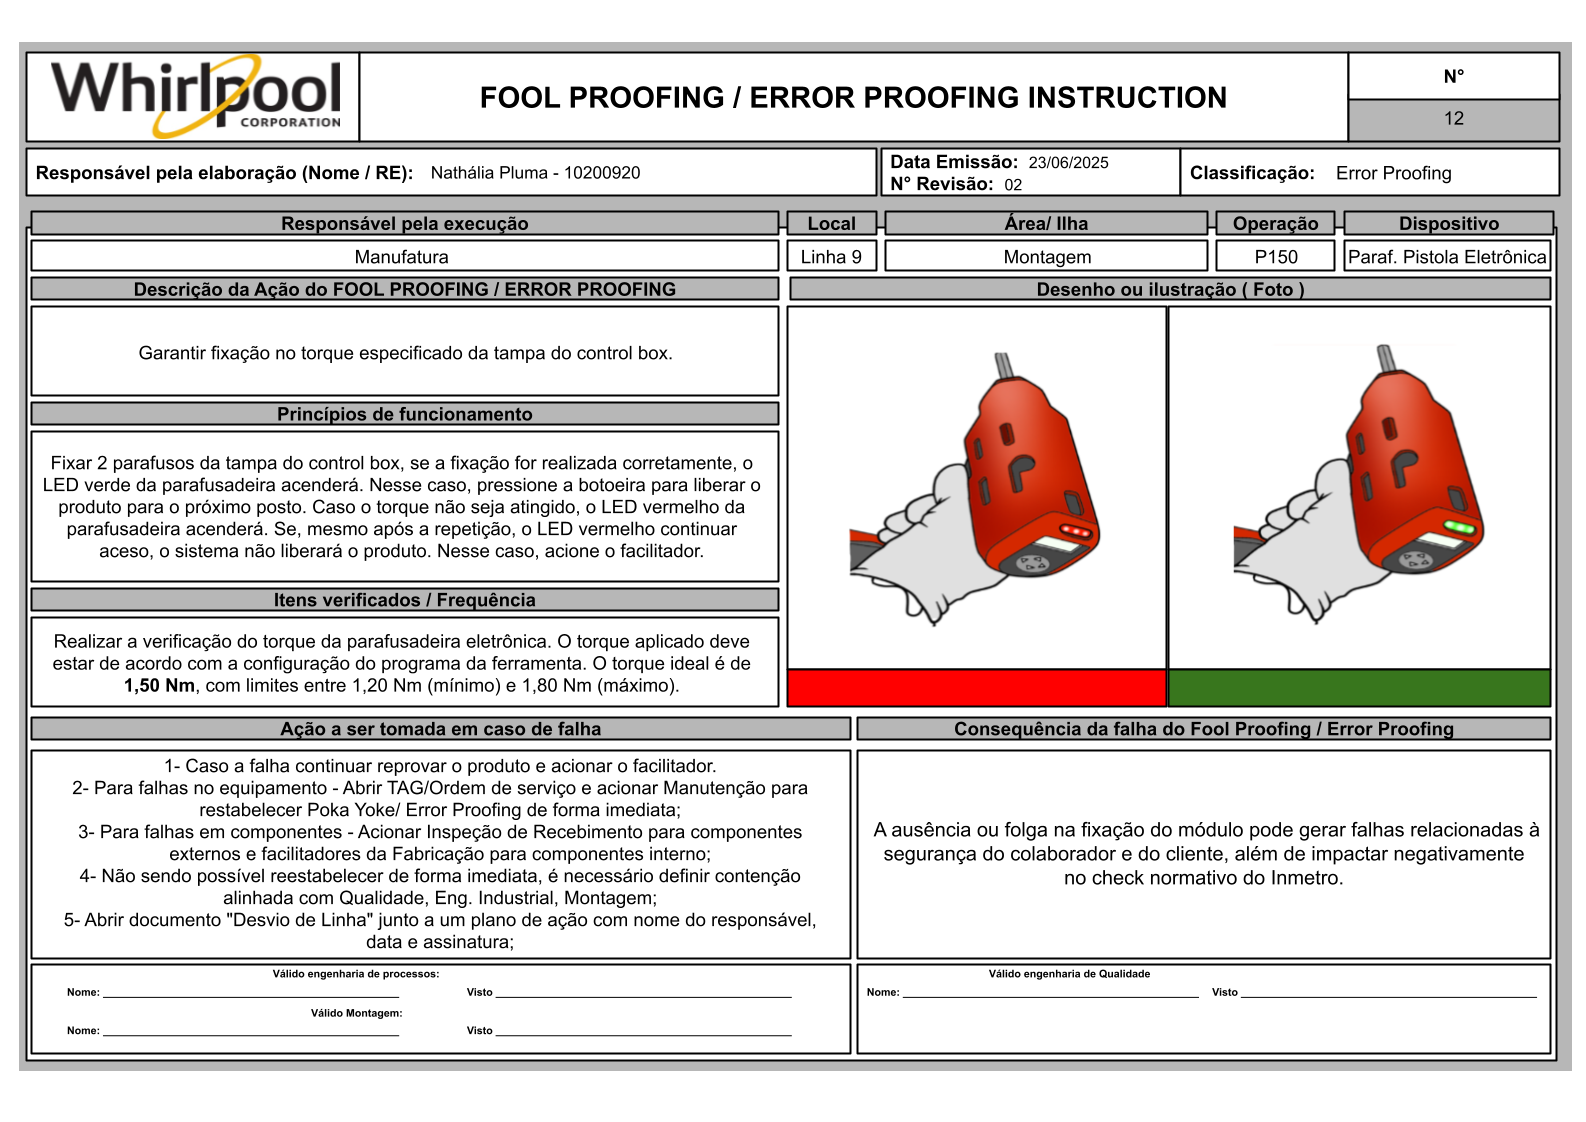 Whirlpool
CORPORATION
FOOL PROOFING / ERROR PROOFING INSTRUCTION
N°
12
Responsável pela elaboração (Nome / RE): Nathália Pluma - 10200920
Data Emissão: 23/06/2025
N° Revisão: 02
Classificação: Error Proofing
Responsável pela execução
Local
Área/ Ilha
Operação
Dispositivo
Manufatura
Linha 9
Montagem
P150
Paraf. Pistola Eletrônica
Descrição da Ação do FOOL PROOFING / ERROR PROOFING
Desenho ou ilustração ( Foto )
Garantir fixação no torque especificado da tampa do control box.
Princípios de funcionamento
Fixar 2 parafusos da tampa do control box, se a fixação for realizada corretamente, o
LED verde da parafusadeira acenderá. Nesse caso, pressione a botoeira para liberar o
produto para o próximo posto. Caso o torque não seja atingido, o LED vermelho da
parafusadeira acenderá. Se, mesmo após a repetição, o LED vermelho continuar
aceso, o sistema não liberará o produto. Nesse caso, acione o facilitador.
Itens verificados / Frequência
Realizar a verificação do torque da parafusadeira eletrônica. O torque aplicado deve
estar de acordo com a configuração do programa da ferramenta. O torque ideal é de
1,50 Nm, com limites entre 1,20 Nm (mínimo) e 1,80 Nm (máximo).
Ação a ser tomada em caso de falha
1- Caso a falha continuar reprovar o produto e acionar o facilitador.
2- Para falhas no equipamento - Abrir TAG/Ordem de serviço e acionar Manutenção para
restabelecer Poka Yoke/ Error Proofing de forma imediata;
3- Para falhas em componentes - Acionar Inspeção de Recebimento para componentes
externos e facilitadores da Fabricação para componentes interno;
4- Não sendo possível reestabelecer de forma imediata, é necessário definir contenção
alinhada com Qualidade, Eng. Industrial, Montagem;
5- Abrir documento "Desvio de Linha" junto a um plano de ação com nome do responsável,
data e assinatura;
Consequência da falha do Fool Proofing / Error Proofing
A ausência ou folga na fixação do módulo pode gerar falhas relacionadas à
segurança do colaborador e do cliente, além de impactar negativamente
no check normativo do Inmetro.
Válido engenharia de processos:
Nome: Visto
Válido Montagem:
Nome: Visto
Válido engenharia de Qualidade
Nome: Visto